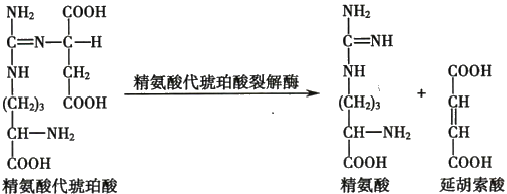 NH₂ COOH
C=N—C—H
NH CH₂
(CH₂)₃ COOH
CH—NH₂
COOH
精氨酸代琥珀酸
精氨酸代琥珀酸裂解酶
NH₂
C=NH
NH
(CH₂)₃
CH—NH₂
COOH
精氨酸
+
COOH
CH
CH
COOH
延胡索酸